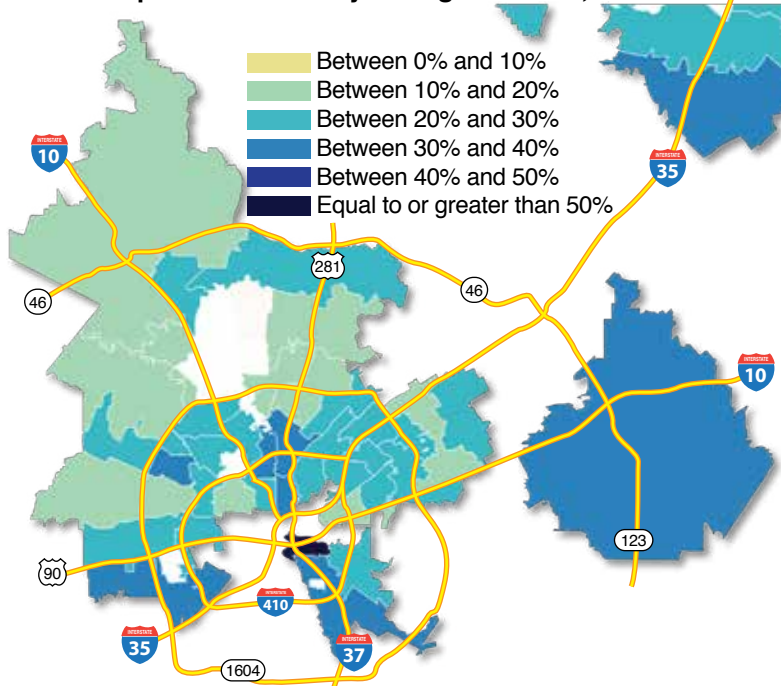 Between 0% and 10%
Between 10% and 20%
Between 20% and 30%
Between 30% and 40%
Between 40% and 50%
Equal to or greater than 50%
INTERSTATE
10
INTERSTATE
35
281
46
46
INTERSTATE
10
123
90
INTERSTATE
410
INTERSTATE
35
INTERSTATE
37
1604